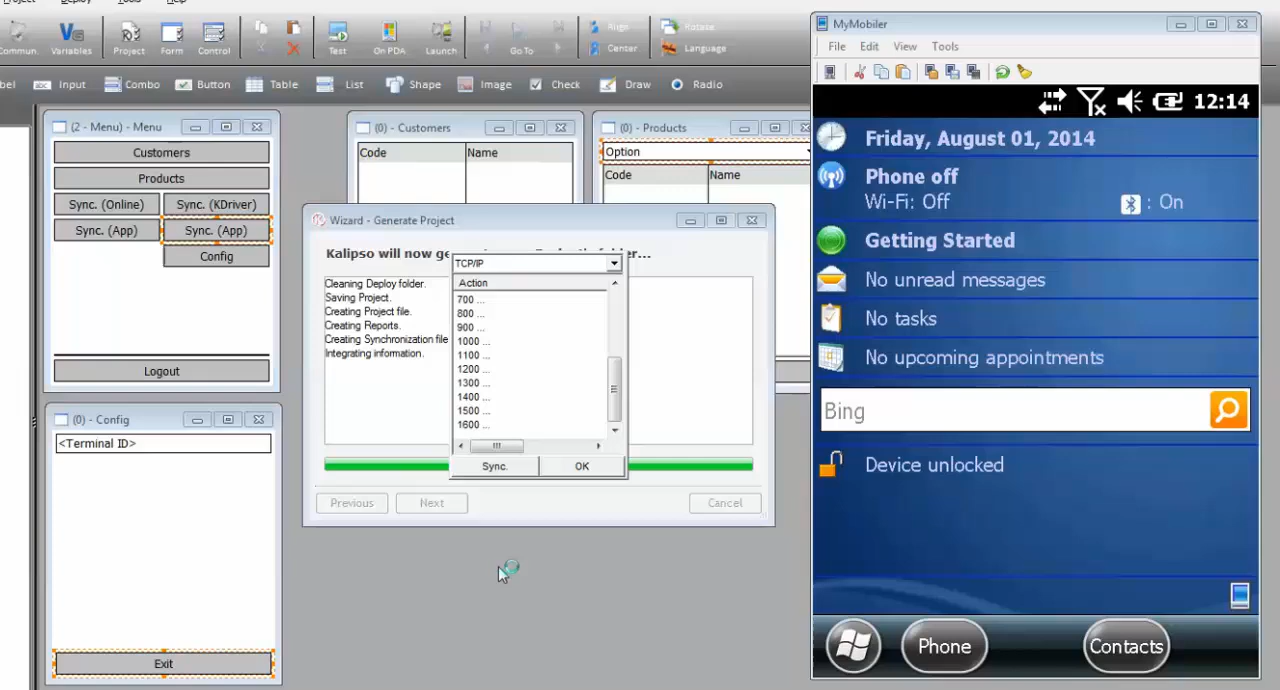 Project Deploy Tools Help
Commun. Variables Project Form Control Test On PDA Launch Go To Align Center Rotate Language
Input Combo Button Table List Shape Image Check Draw Radio
(2 - Menu) - Menu
Customers
Products
Sync. (Online) Sync. (KDriver)
Sync. (App) Sync. (App)
Config
Logout
(0) - Config
<Terminal ID>
Exit
(0) - Customers
Code Name
(0) - Products
Option
Code Name
Wizard - Generate Project
Kalipso will now ge
Cleaning Deploy folder.
Saving Project.
Creating Project file.
Creating Reports.
Creating Synchronization file
Integrating information.
Previous Next Cancel
TCP/IP
Action
700 ...
800 ...
900 ...
1000 ...
1100 ...
1200 ...
1300 ...
1400 ...
1500 ...
1600 ...
Sync. OK
MyMobiler
File Edit View Tools
12:14
Friday, August 01, 2014
Phone off
Wi-Fi: Off : On
Getting Started
No unread messages
No tasks
No upcoming appointments
Bing
Device unlocked
Phone Contacts